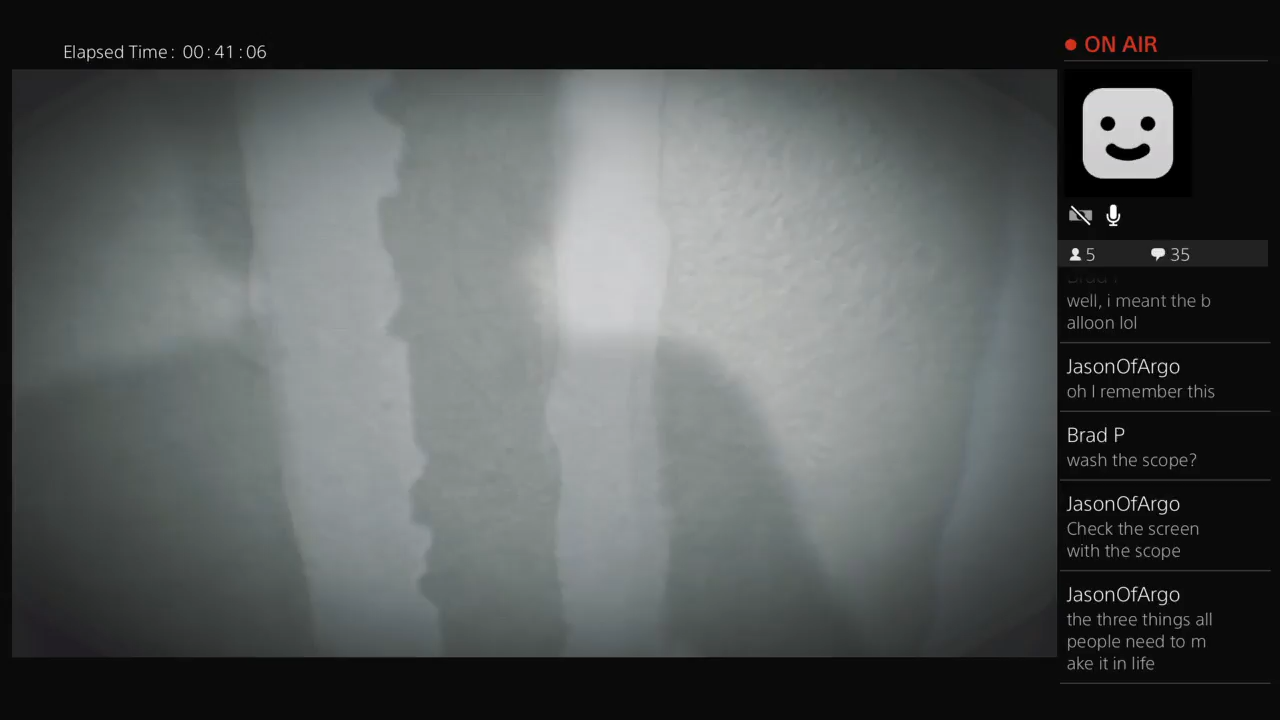 Elapsed Time: 00:41:06
ON AIR
5
35
well, i meant the b
alloon lol
JasonOfArgo
oh I remember this
Brad P
wash the scope?
JasonOfArgo
Check the screen
with the scope
JasonOfArgo
the three things all
people need to m
ake it in life